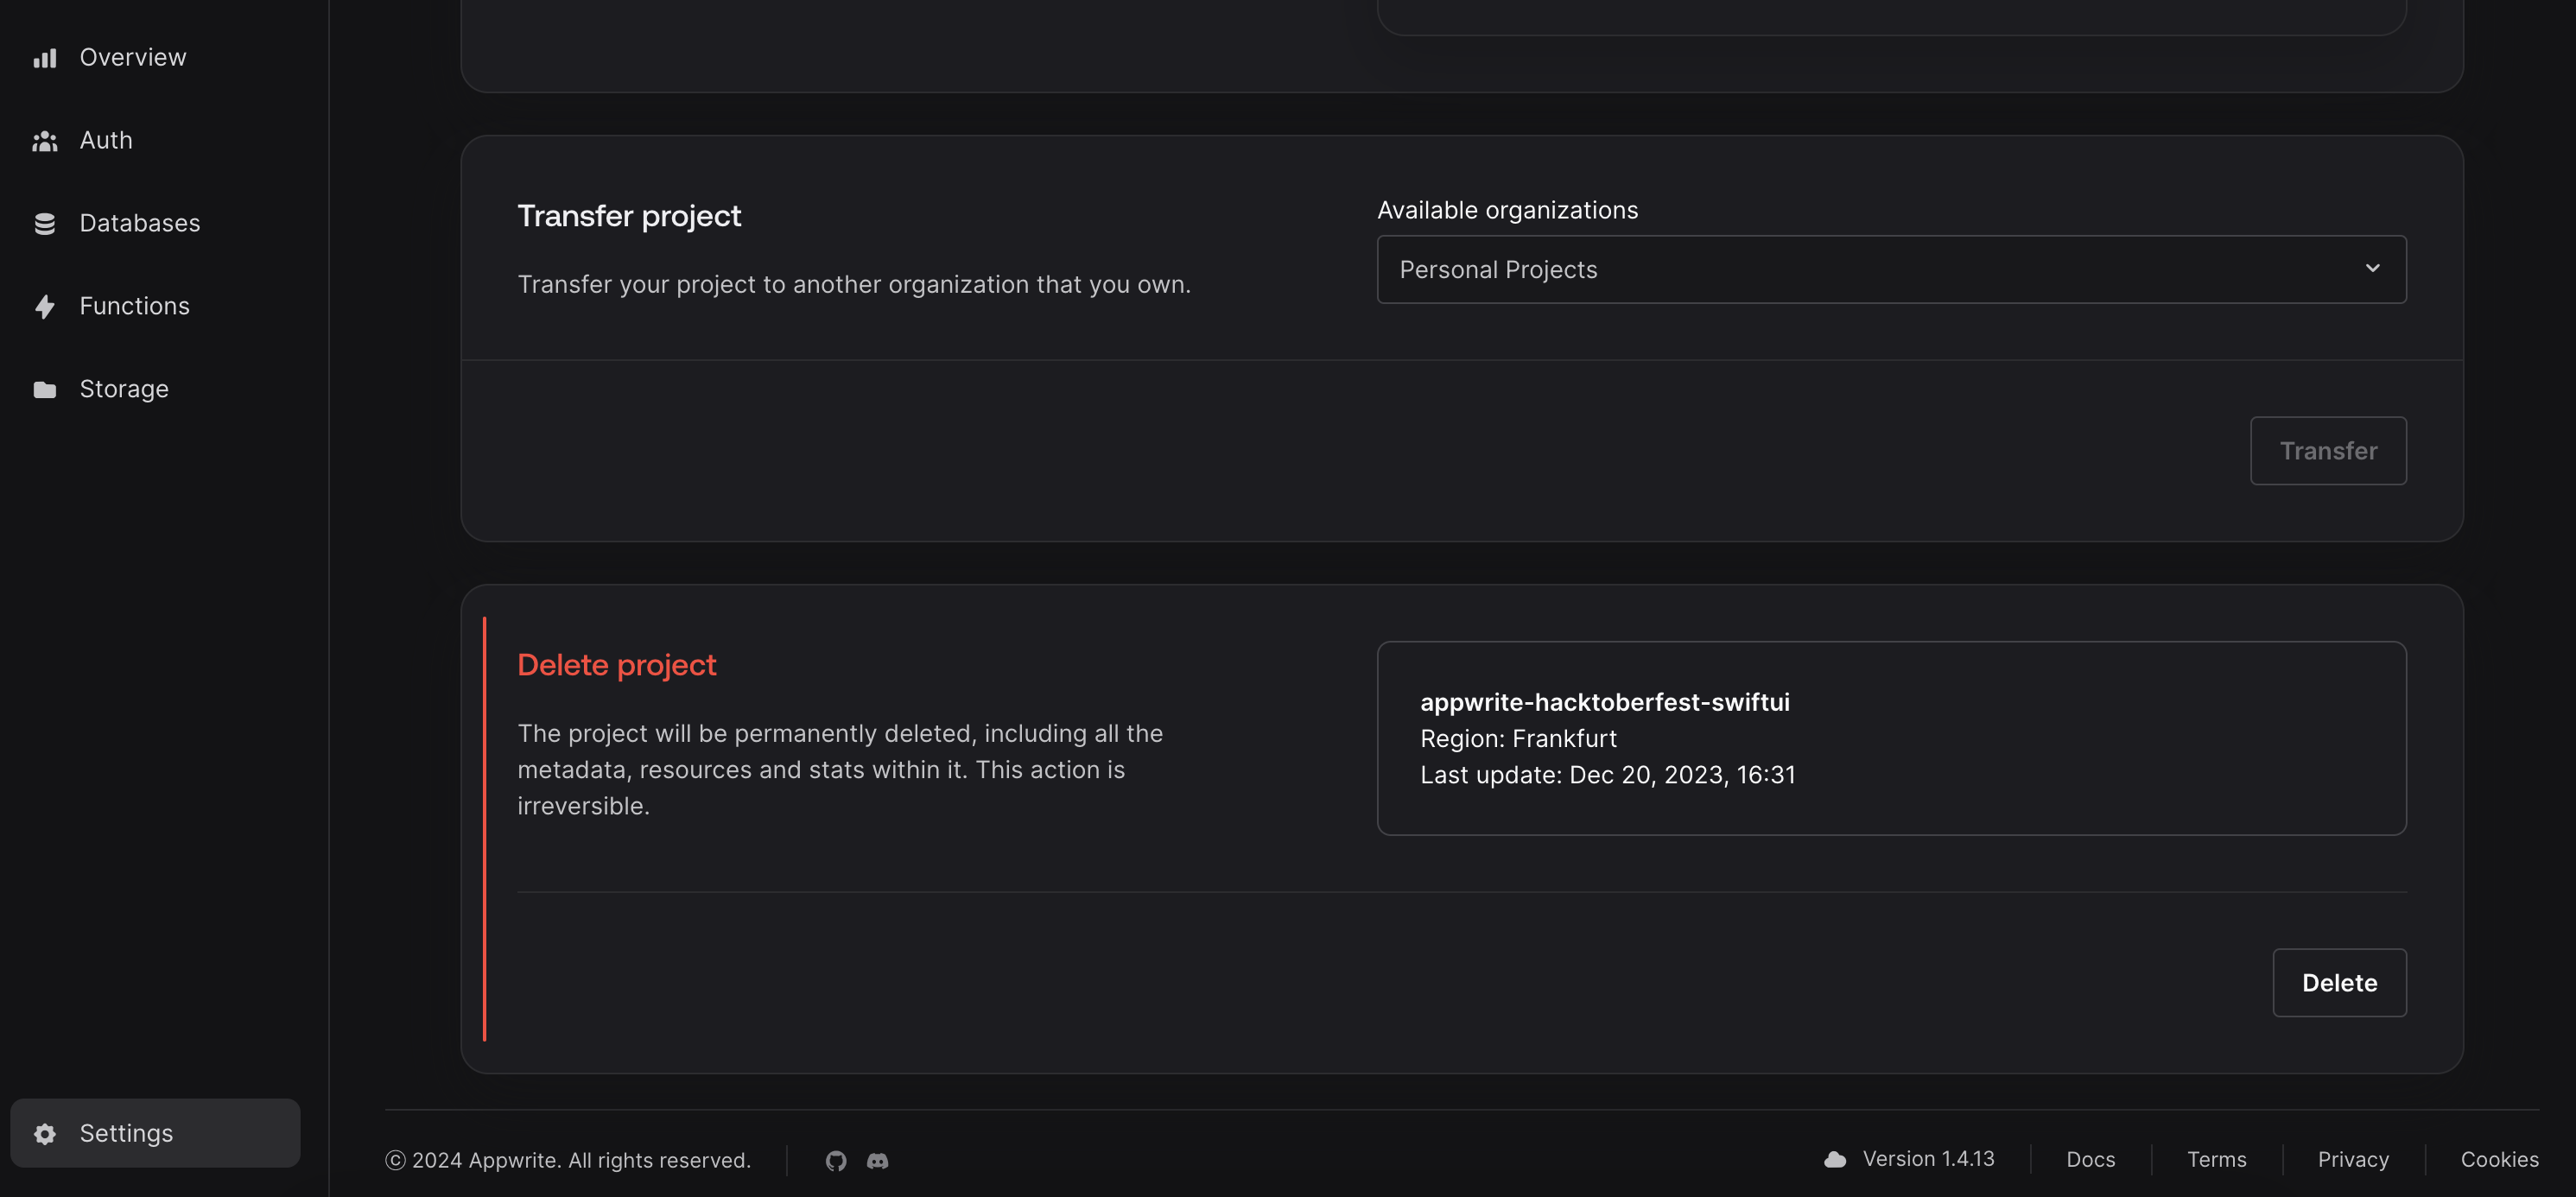 Overview
Auth
Databases
Functions
Storage
Settings
Transfer project
Transfer your project to another organization that you own.
Available organizations
Personal Projects
Transfer
Delete project
The project will be permanently deleted, including all the
metadata, resources and stats within it. This action is
irreversible.
appwrite-hacktoberfest-swiftui
Region: Frankfurt
Last update: Dec 20, 2023, 16:31
Delete
© 2024 Appwrite. All rights reserved.
Version 1.4.13
Docs
Terms
Privacy
Cookies